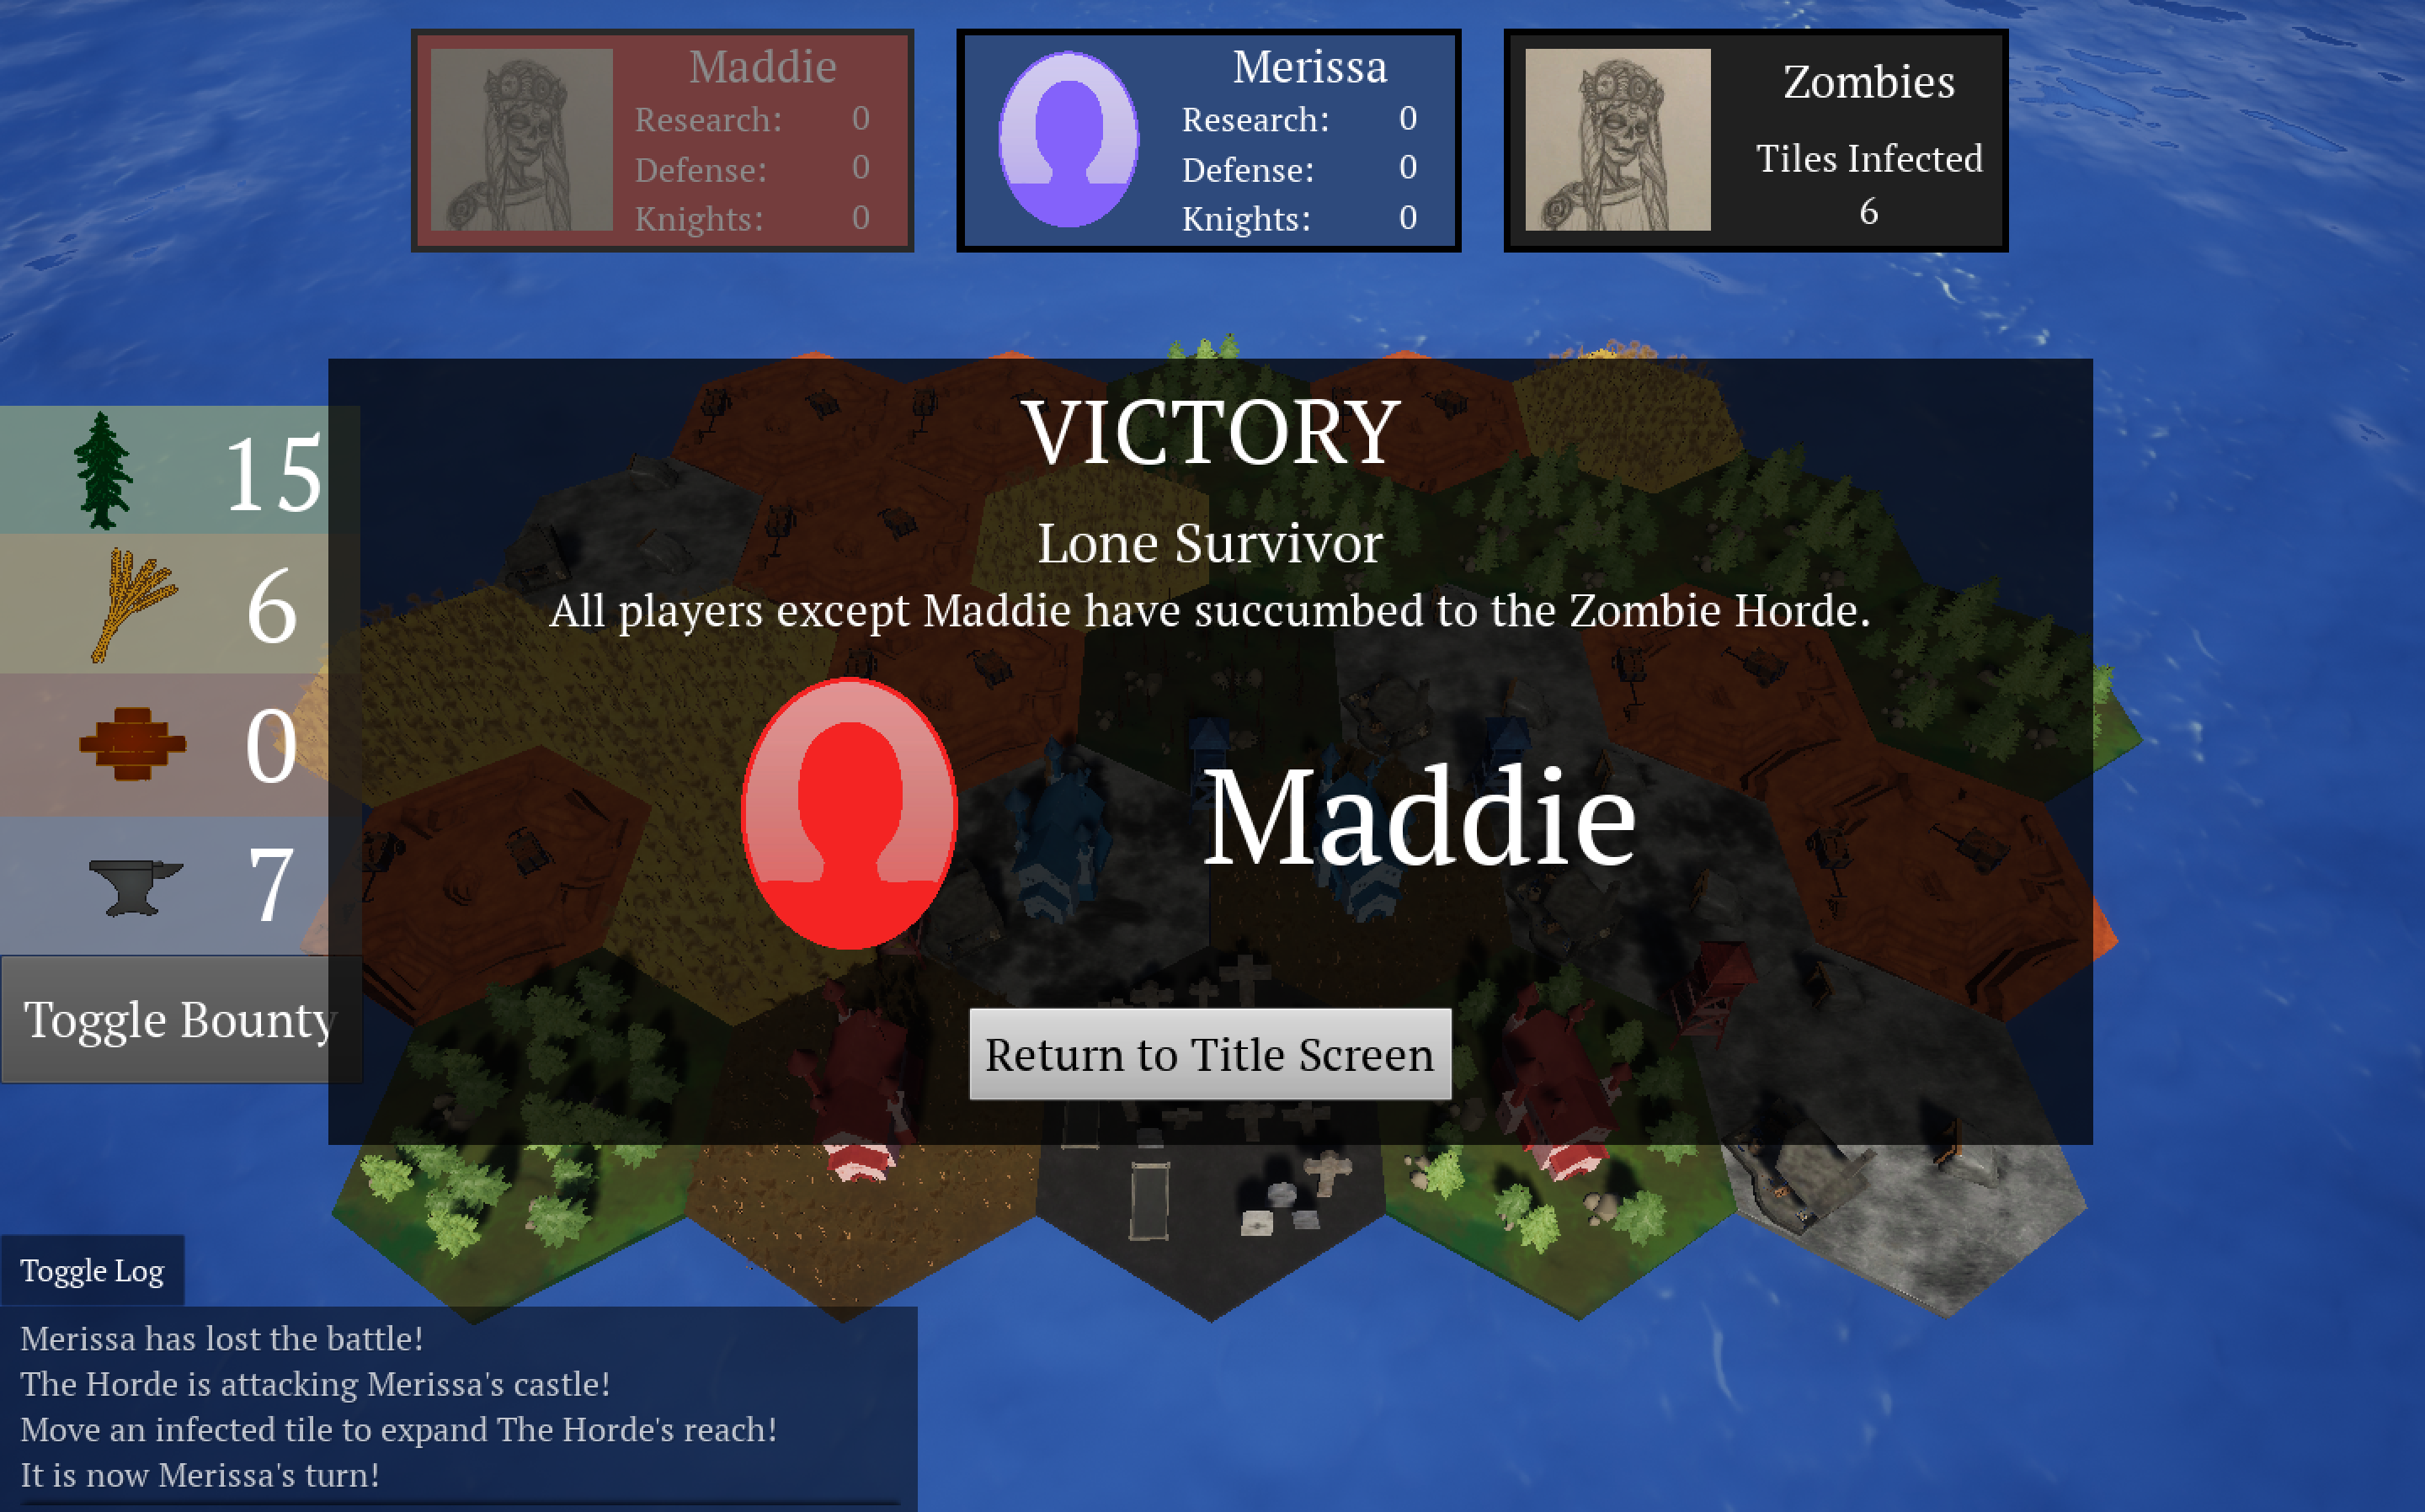 Maddie
Research: 0
Defense: 0
Knights: 0
Merissa
Research: 0
Defense: 0
Knights: 0
Zombies
Tiles Infected
6
15
6
0
7
Toggle Bounty
VICTORY
Lone Survivor
All players except Maddie have succumbed to the Zombie Horde.
Maddie
Return to Title Screen
Toggle Log
Merissa has lost the battle!
The Horde is attacking Merissa's castle!
Move an infected tile to expand The Horde's reach!
It is now Merissa's turn!